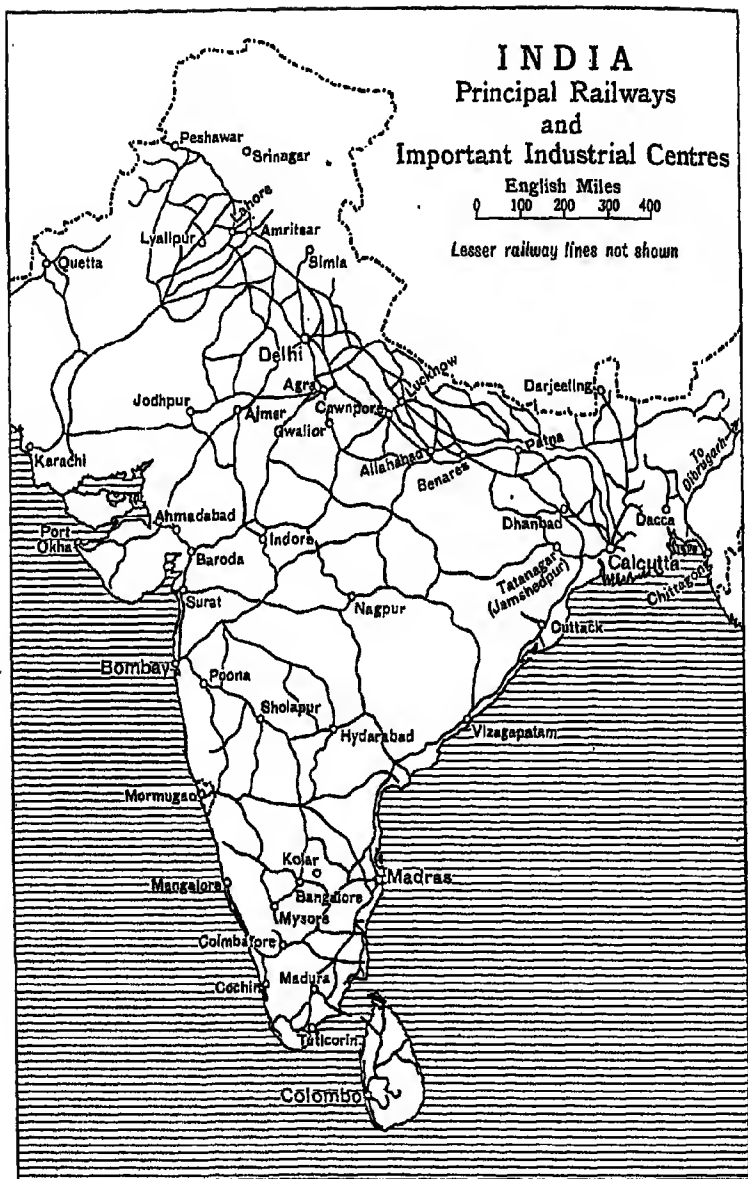 INDIA
Principal Railways
and
Important Industrial Centres
English Miles
0 100 200 300 400
Lesser railway lines not shown
Peshawar
Srinagar
Lahore
Lyallpur
Amritsar
Simla
Quetta
Delhi
Agra
Lucknow
Darjeeling
Jodhpur
Ajmer
Cawnpore
Gwalior
Karachi
Allahabad
Benares
Patna
To
Dibrugarh
Ahmadabad
Dhanbad
Dacca
Port
Okha
Baroda
Indore
Tatanagar
(Jamshedpur)
Calcutta
Chittagong
Surat
Nagpur
Cuttack
Bombay
Poona
Sholapur
Hydarabad
Vizagapatam
Mormugao
Kolar
Mangalore
Bangalore
Madras
Mysore
Coimbatore
Cochin
Madura
Tuticorin
Colombo